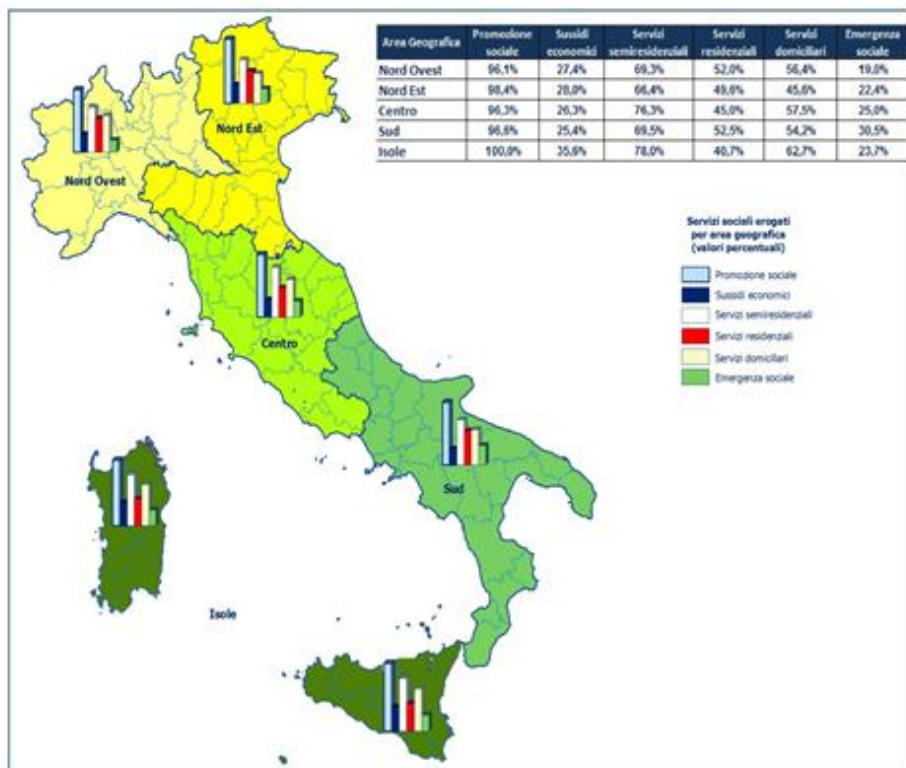 Area Geografica Promozione sociale Sussidi economici Servizi semiresidenziali Servizi residenziali Servizi domiciliari Emergenza sociale
Nord Ovest 96,1% 27,4% 69,3% 52,0% 56,4% 19,0%
Nord Est 98,4% 28,0% 66,4% 49,6% 45,6% 22,4%
Centro 96,3% 26,3% 76,3% 45,0% 57,5% 25,0%
Sud 96,6% 25,4% 69,5% 52,5% 54,2% 30,5%
Isole 100,0% 35,6% 78,0% 40,7% 62,7% 23,7%
Nord Est
Nord Ovest
Centro
Sud
Isole
Servizi sociali erogati
per area geografica
(valori percentuali)
Promozione sociale
Sussidi economici
Servizi semiresidenziali
Servizi residenziali
Servizi domiciliari
Emergenza sociale